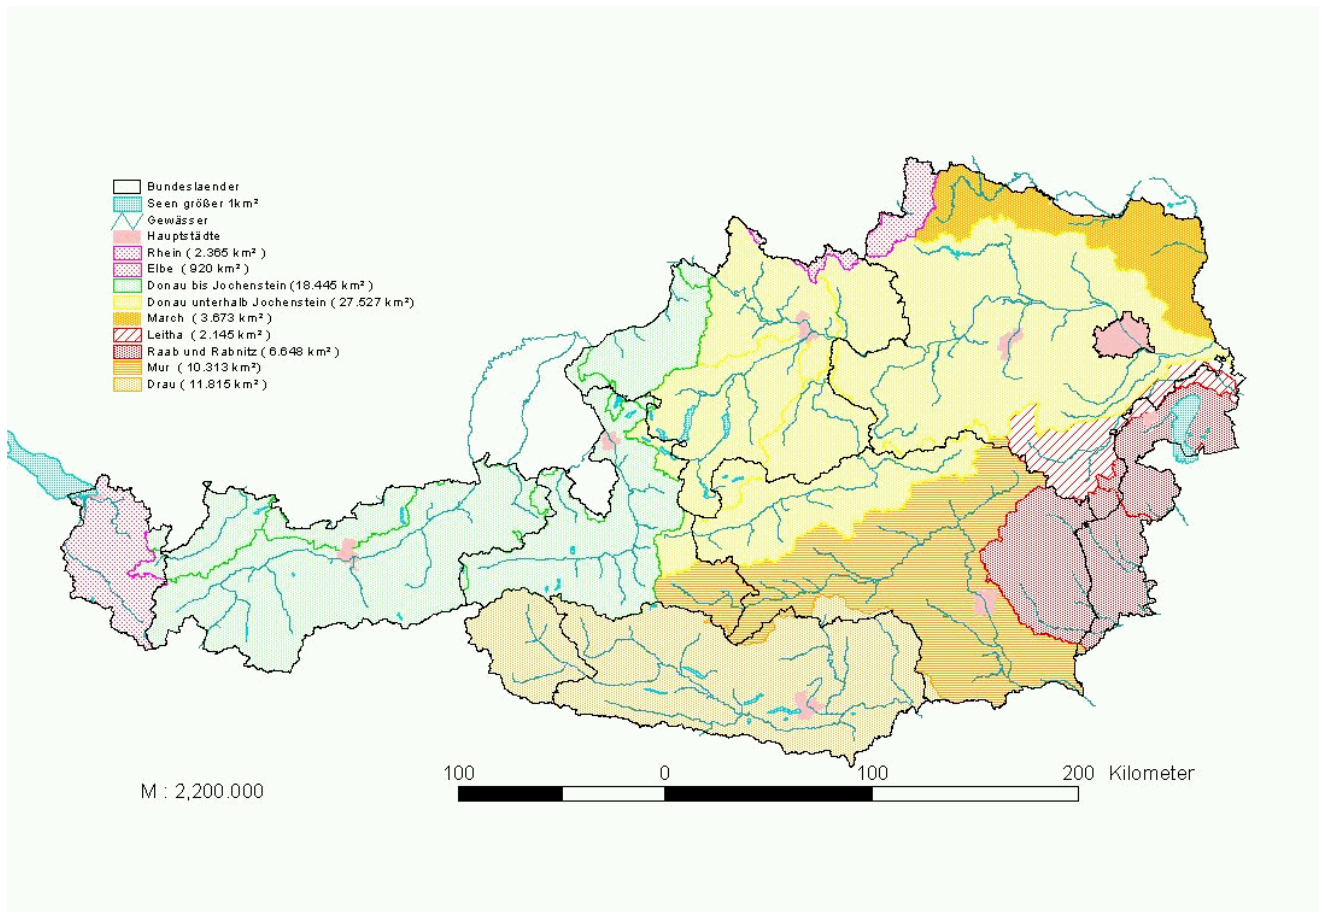 Bundeslaender
Seen größer 1km²
Gewässer
Hauptstädte
Rhein ( 2.365 km² )
Elbe ( 920 km² )
Donau bis Jochenstein (18.445 km² )
Donau unterhalb Jochenstein ( 27.527 km² )
March ( 3.673 km² )
Leitha ( 2.145 km² )
Raab und Rabnitz ( 6.648 km² )
Mur ( 10.313 km²)
Drau ( 11.815 km² )
100 0 100 200 Kilometer
M : 2,200.000